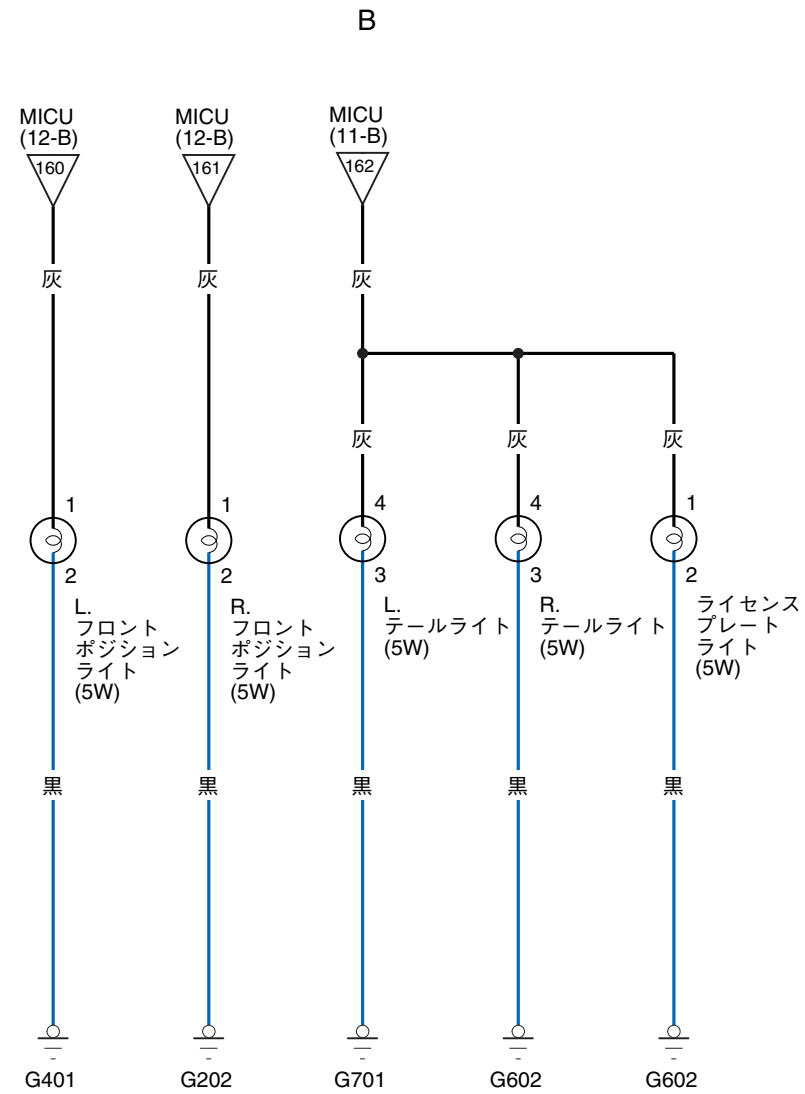 B
MICU
(12-B)
160
MICU
(12-B)
161
MICU
(11-B)
162
灰
灰
灰
灰
灰
灰
1
2
1
2
4
3
4
3
1
2
L.
フロント
ポジション
ライト
(5W)
R.
フロント
ポジション
ライト
(5W)
L.
テールライト
(5W)
R.
テールライト
(5W)
ライセンス
プレート
ライト
(5W)
黒
黒
黒
黒
黒
G401
G202
G701
G602
G602